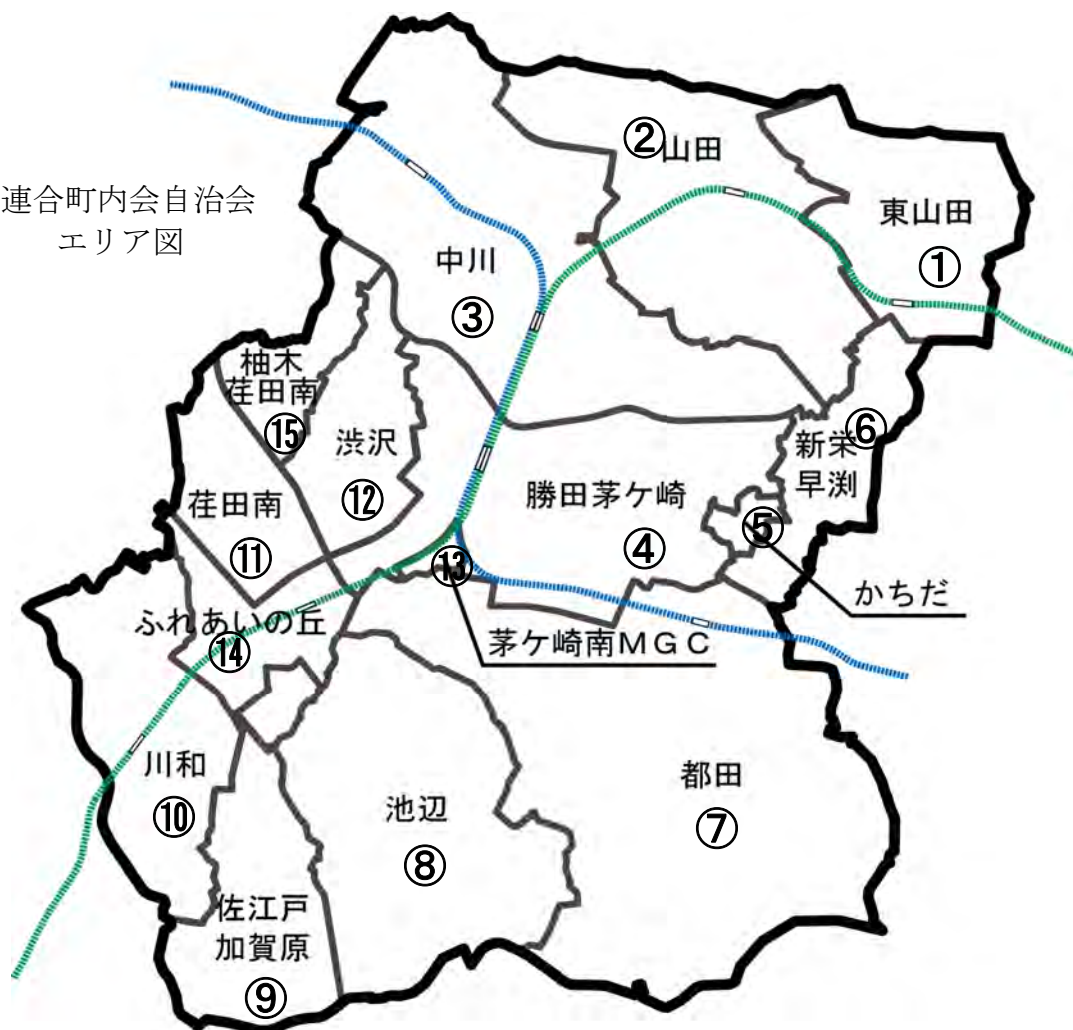 連合町内会自治会
エリア図
②山田
東山田
①
中川
③
柚木
荏田南
⑮
渋沢
⑫
新栄
早渕
⑥
勝田茅ケ崎
④
⑤
かちだ
荏田南
⑪
⑬
茅ケ崎南MGC
ふれあいの丘
⑭
川和
⑩
池辺
⑧
都田
⑦
佐江戸
加賀原
⑨